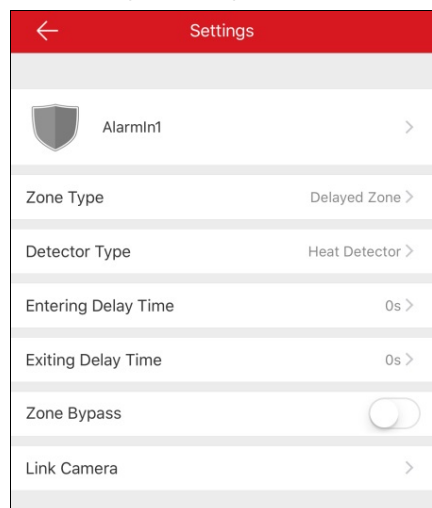 Settings
AlarmIn1
Zone Type Delayed Zone
Detector Type Heat Detector
Entering Delay Time 0s
Exiting Delay Time 0s
Zone Bypass
Link Camera